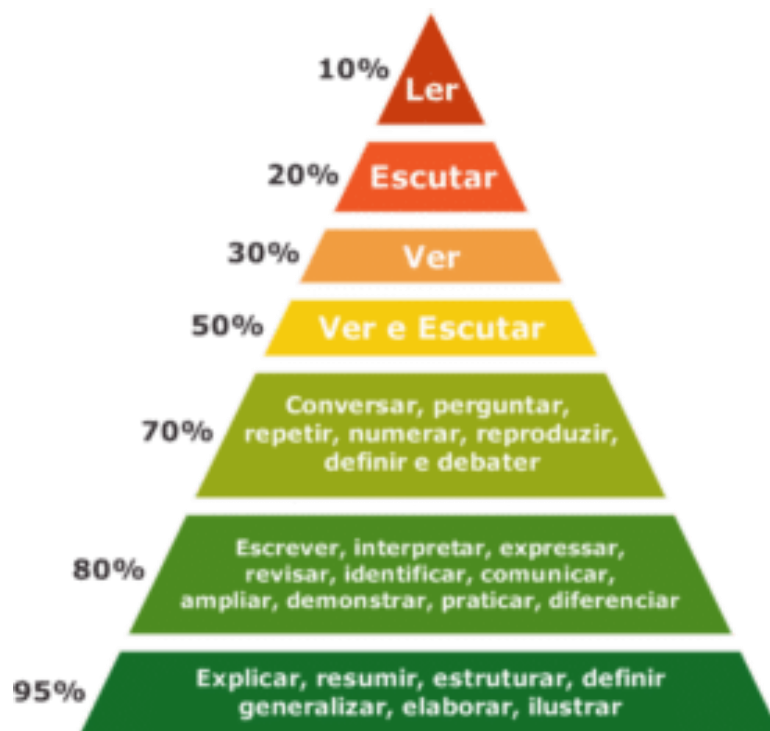 10%
Ler
20%
Escutar
30%
Ver
50%
Ver e Escutar
70%
Conversar, perguntar,
repetir, numerar, reproduzir,
definir e debater
80%
Escrever, interpretar, expressar,
revisar, identificar, comunicar,
ampliar, demonstrar, praticar, diferenciar
95%
Explicar, resumir, estruturar, definir
generalizar, elaborar, ilustrar